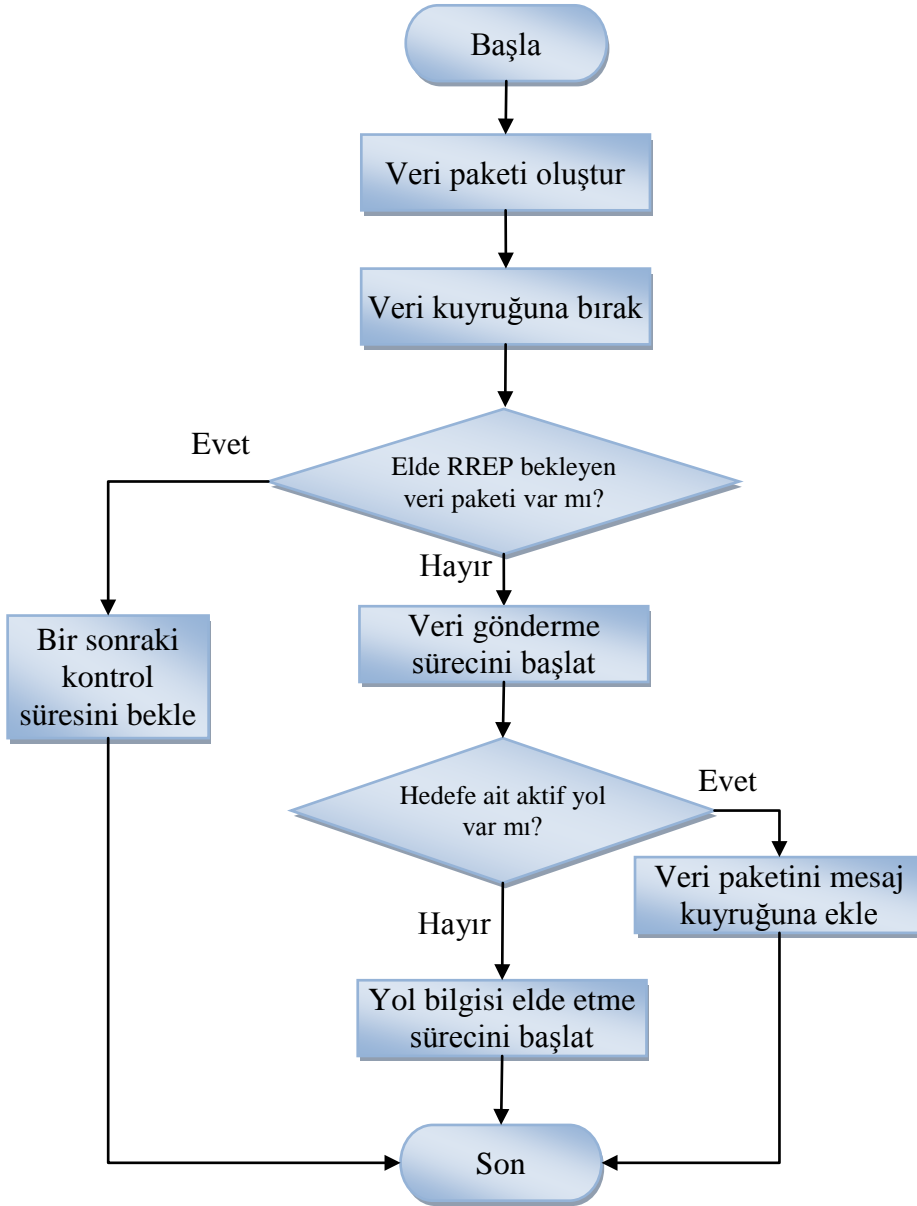 Başla
Veri paketi oluştur
Veri kuyruğuna bırak
Evet
Elde RREP bekleyen
veri paketi var mı?
Hayır
Bir sonraki
kontrol
süresini bekle
Veri gönderme
sürecini başlat
Hedefe ait aktif yol
var mı?
Evet
Veri paketini mesaj
kuyruğuna ekle
Hayır
Yol bilgisi elde etme
sürecini başlat
Son